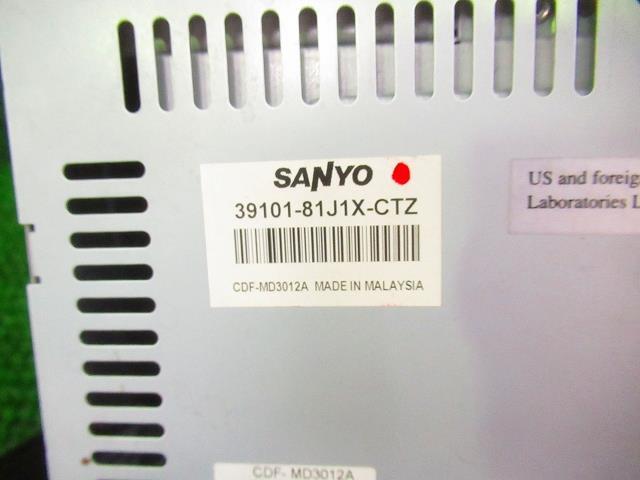 SANYO
39101-81J1X-CTZ
CDF-MD3012A MADE IN MALAYSIA
US and foreig
Laboratories L
CDF- MD3012A